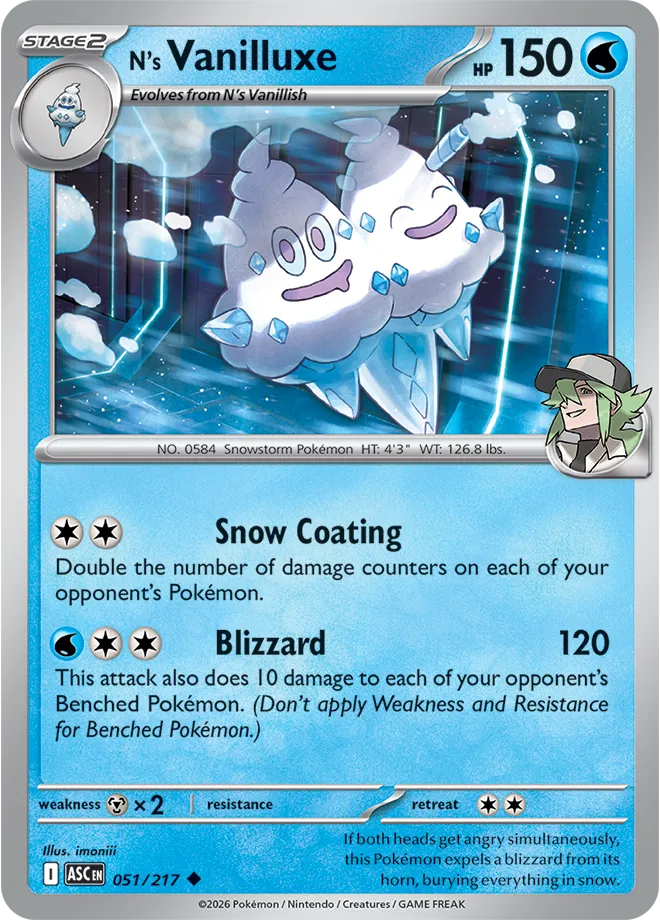 STAGE2
N's Vanilluxe
HP 150
Evolves from N's Vanillish
NO. 0584 Snowstorm Pokémon HT: 4'3" WT: 126.8 lbs.
Snow Coating
Double the number of damage counters on each of your
opponent's Pokémon.
Blizzard 120
This attack also does 10 damage to each of your opponent's
Benched Pokémon. (Don't apply Weakness and Resistance
for Benched Pokémon.)
weakness ×2 resistance retreat
Illus. imoniii
I ASC EN 051/217
If both heads get angry simultaneously,
this Pokémon expels a blizzard from its
horn, burying everything in snow.
©2026 Pokémon / Nintendo / Creatures / GAME FREAK